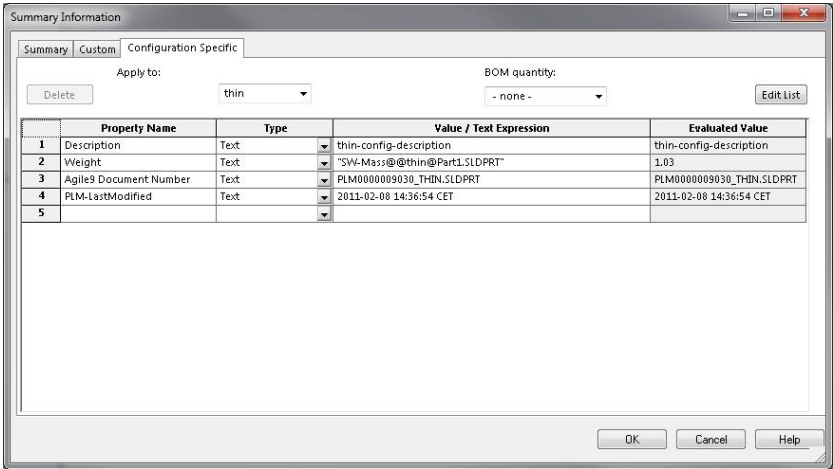 Summary Information
Summary Custom Configuration Specific
Apply to: BOM quantity:
Delete thin - none - Edit List
Property Name Type Value / Text Expression Evaluated Value
1 Description Text thin-config-description thin-config-description
2 Weight Text "SW-Mass@@thin@Part1.SLDPRT" 1.03
3 Agile9 Document Number Text PLM0000009030_THIN.SLDPRT PLM0000009030_THIN.SLDPRT
4 PLM-LastModified Text 2011-02-08 14:36:54 CET 2011-02-08 14:36:54 CET
5
OK Cancel Help